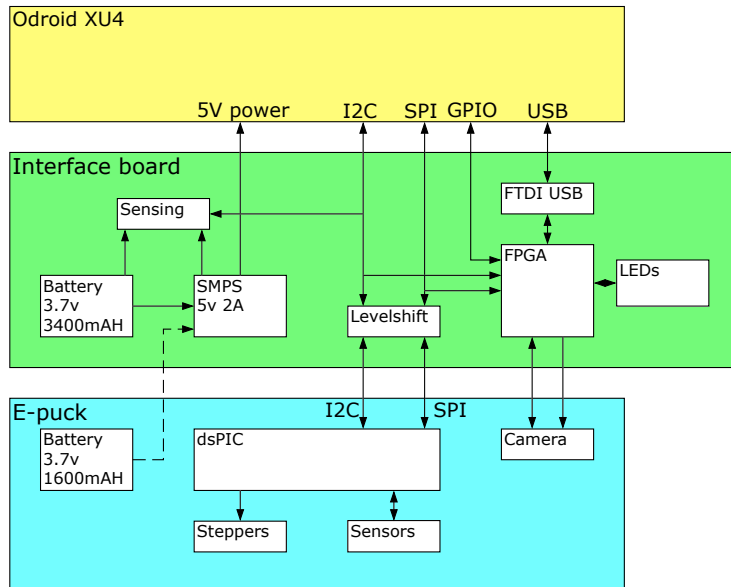 Odroid XU4
5V power I2C SPI GPIO USB
Interface board
Sensing
FTDI USB
Battery
3.7v
3400mAH
SMPS
5v 2A
FPGA
LEDs
Levelshift
E-puck
I2C SPI
Battery
3.7v
1600mAH
dsPIC
Camera
Steppers
Sensors